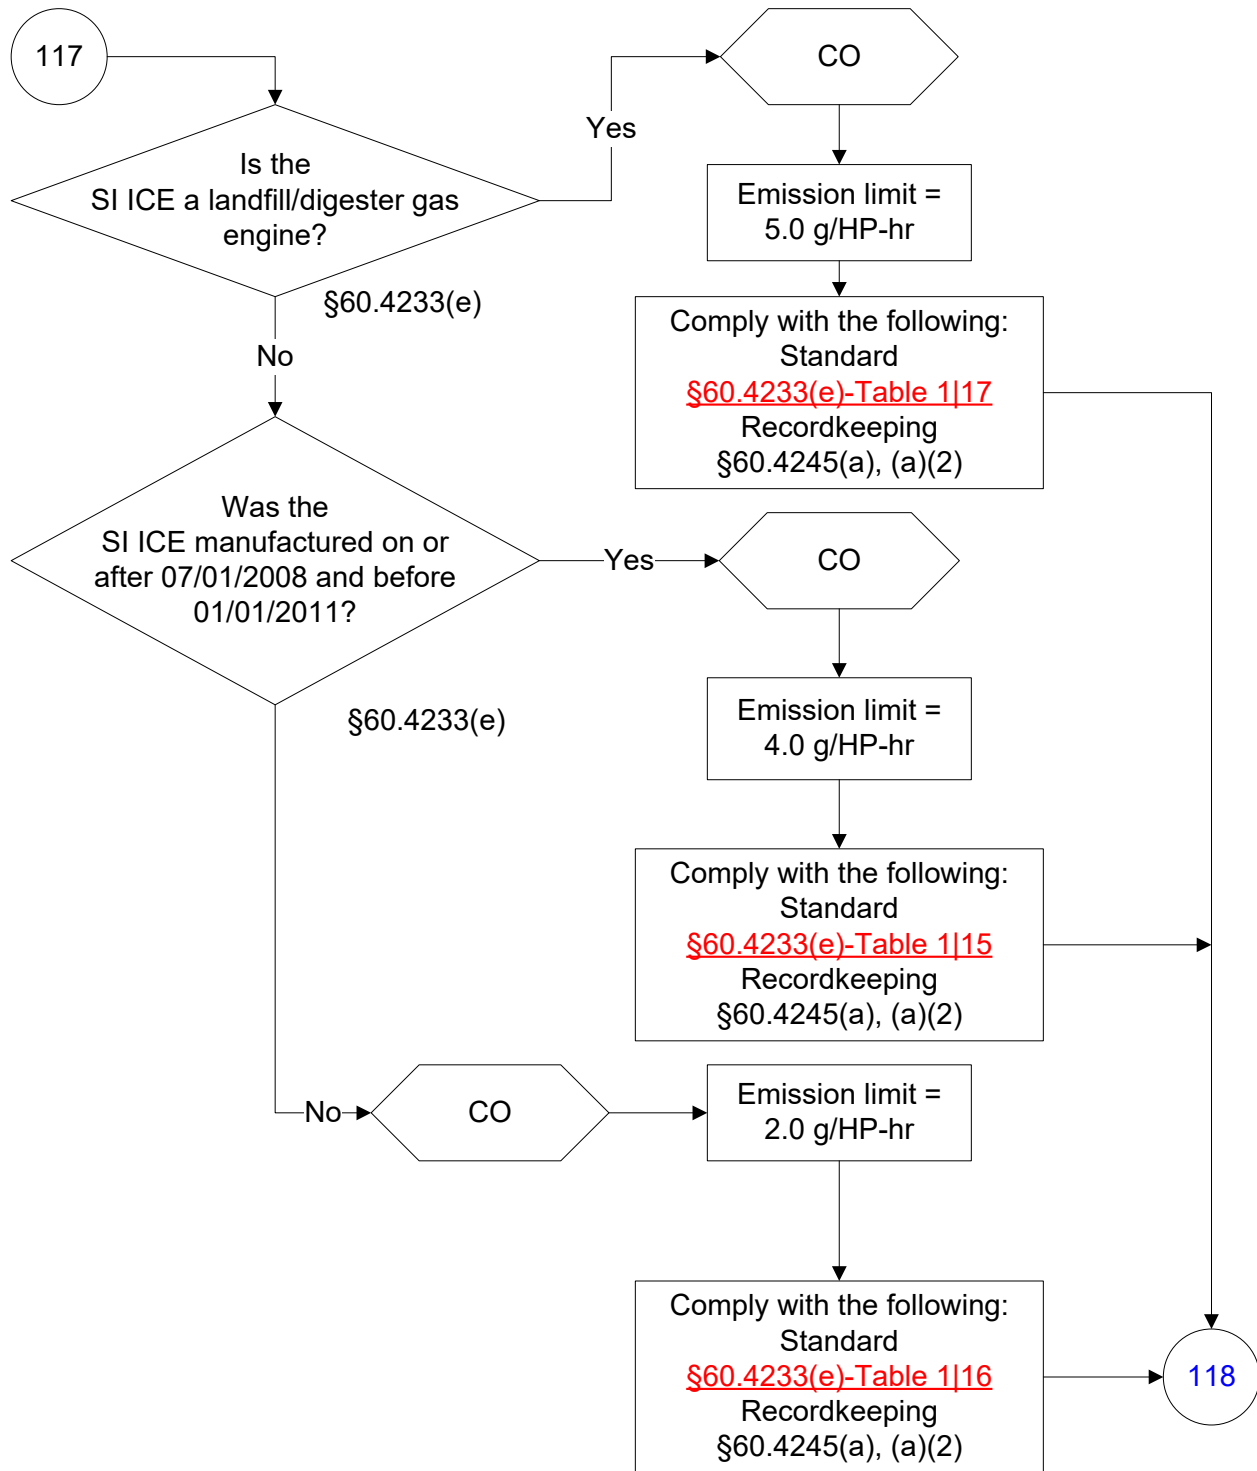 117
Is the
SI ICE a landfill/digester gas
engine?
§60.4233(e)
Yes
CO
Emission limit =
5.0 g/HP-hr
Comply with the following:
Standard
§60.4233(e)-Table 1|17
Recordkeeping
§60.4245(a), (a)(2)
No
Was the
SI ICE manufactured on or
after 07/01/2008 and before
01/01/2011?
§60.4233(e)
Yes
CO
Emission limit =
4.0 g/HP-hr
Comply with the following:
Standard
§60.4233(e)-Table 1|15
Recordkeeping
§60.4245(a), (a)(2)
No
CO
Emission limit =
2.0 g/HP-hr
Comply with the following:
Standard
§60.4233(e)-Table 1|16
Recordkeeping
§60.4245(a), (a)(2)
118